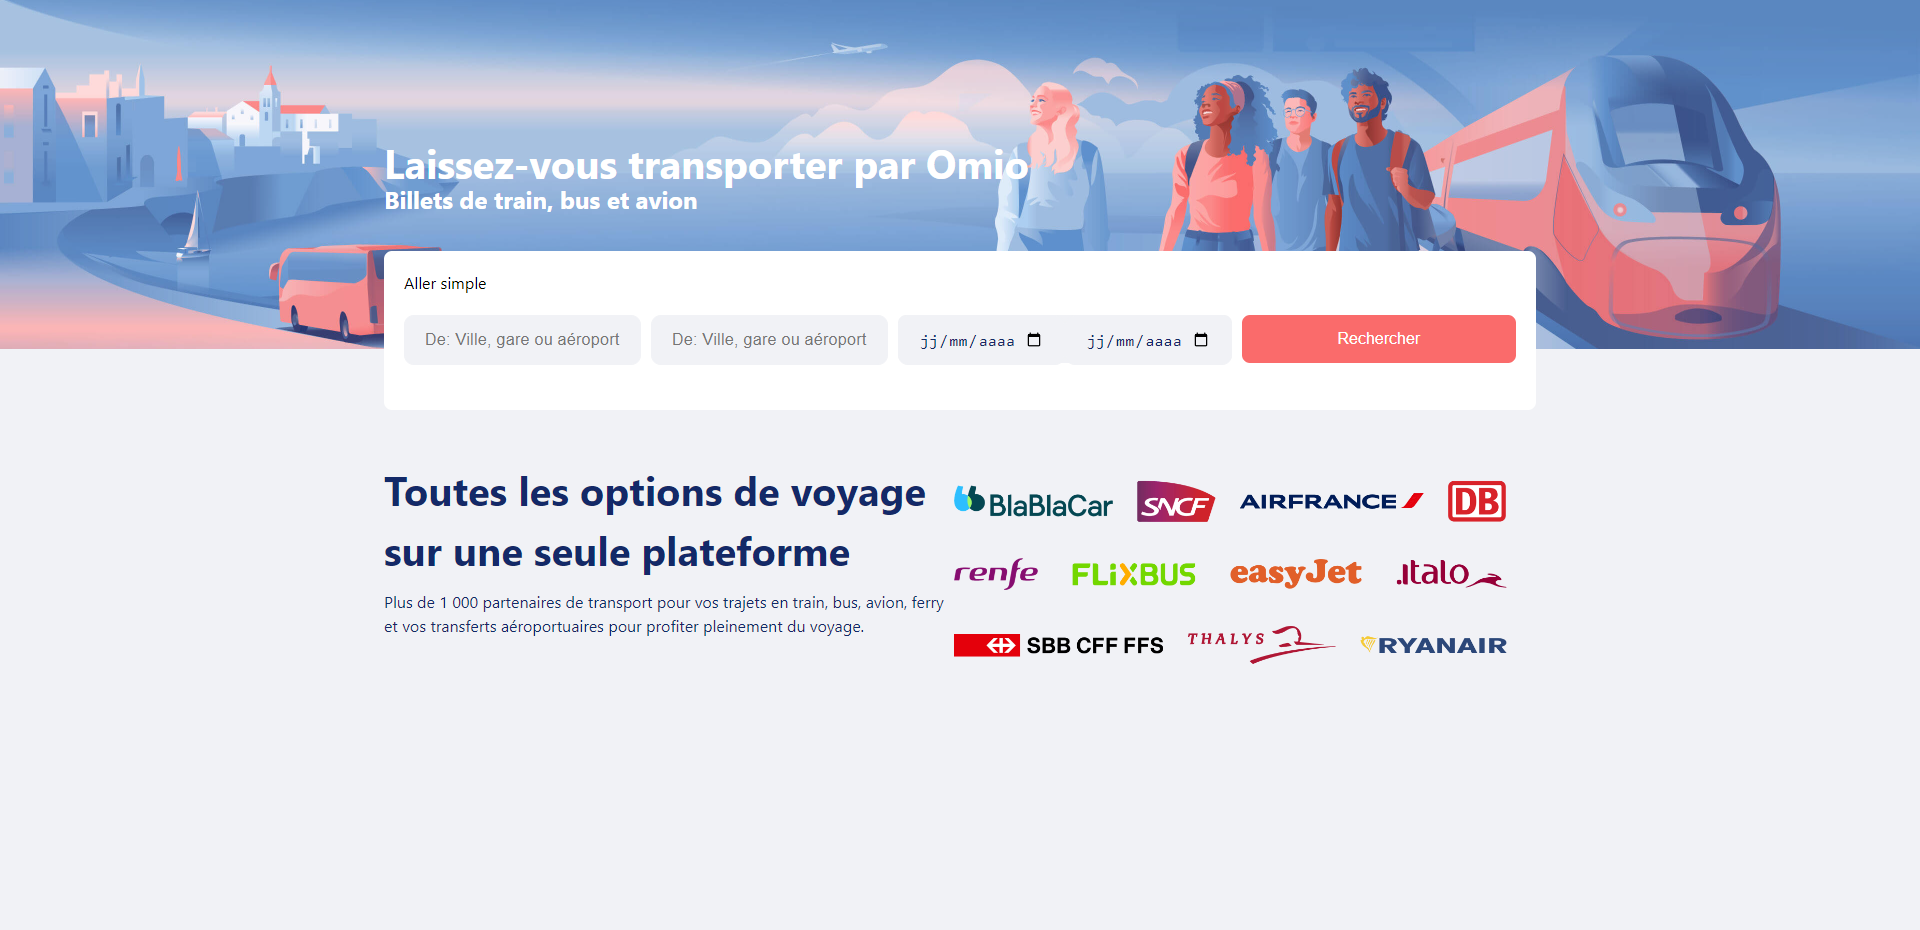 Laissez-vous transporter par Omio
Billets de train, bus et avion
Aller simple
De: Ville, gare ou aéroport
De: Ville, gare ou aéroport
jj/mm/aaaa
jj/mm/aaaa
Rechercher
Toutes les options de voyage
sur une seule plateforme
Plus de 1 000 partenaires de transport pour vos trajets en train, bus, avion, ferry
et vos transferts aéroportuaires pour profiter pleinement du voyage.
BlaBlaCar
SNCF
AIRFRANCE
DB
renfe
FLiXBUS
easyJet
.italo
SBB CFF FFS
THALYS
RYANAIR